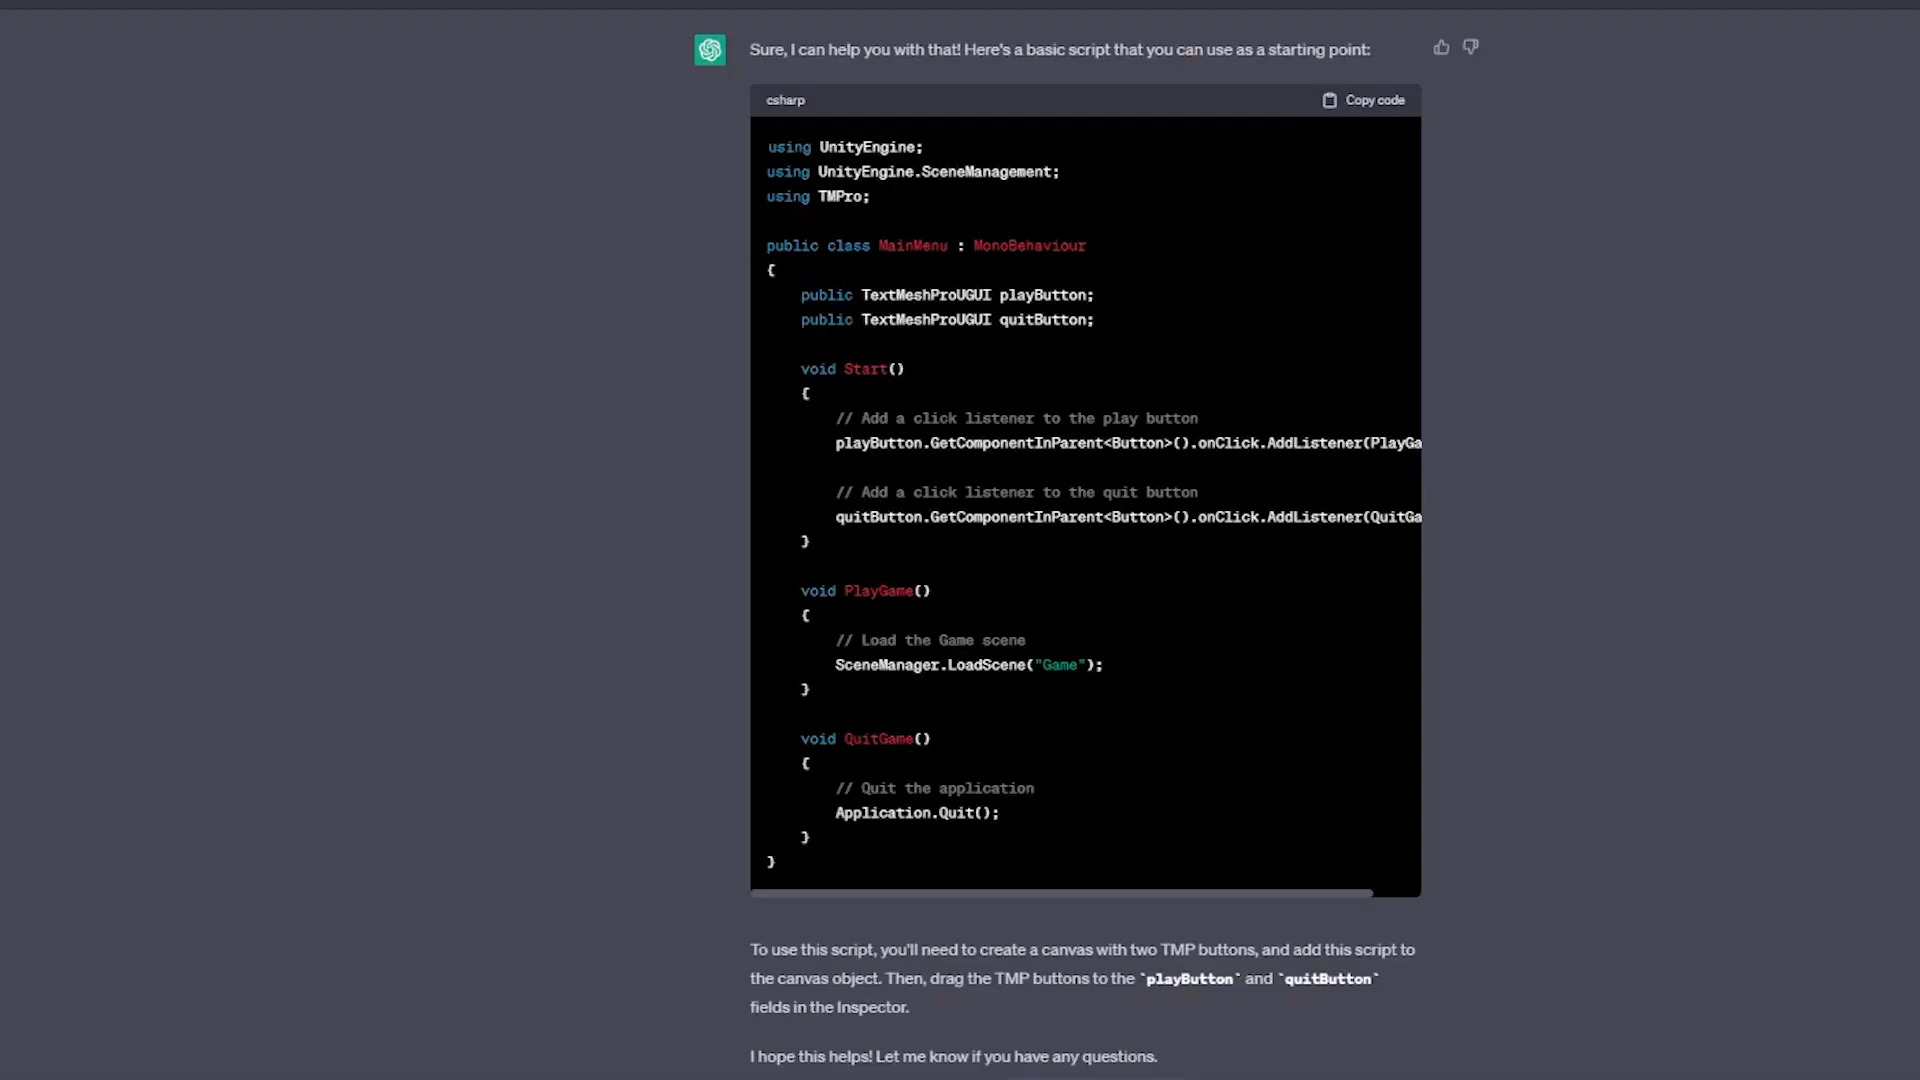 Sure, I can help you with that! Here's a basic script that you can use as a starting point:
csharp
Copy code
using UnityEngine;
using UnityEngine.SceneManagement;
using TMPro;
public class MainMenu : MonoBehaviour
{
    public TextMeshProUGUI playButton;
    public TextMeshProUGUI quitButton;
    void Start()
    {
        // Add a click listener to the play button
        playButton.GetComponentInParent<Button>().onClick.AddListener(PlayGa
        // Add a click listener to the quit button
        quitButton.GetComponentInParent<Button>().onClick.AddListener(QuitGa
    }
    void PlayGame()
    {
        // Load the Game scene
        SceneManager.LoadScene("Game");
    }
    void QuitGame()
    {
        // Quit the application
        Application.Quit();
    }
}
To use this script, you'll need to create a canvas with two TMP buttons, and add this script to
the canvas object. Then, drag the TMP buttons to the `playButton` and `quitButton`
fields in the Inspector.
I hope this helps! Let me know if you have any questions.